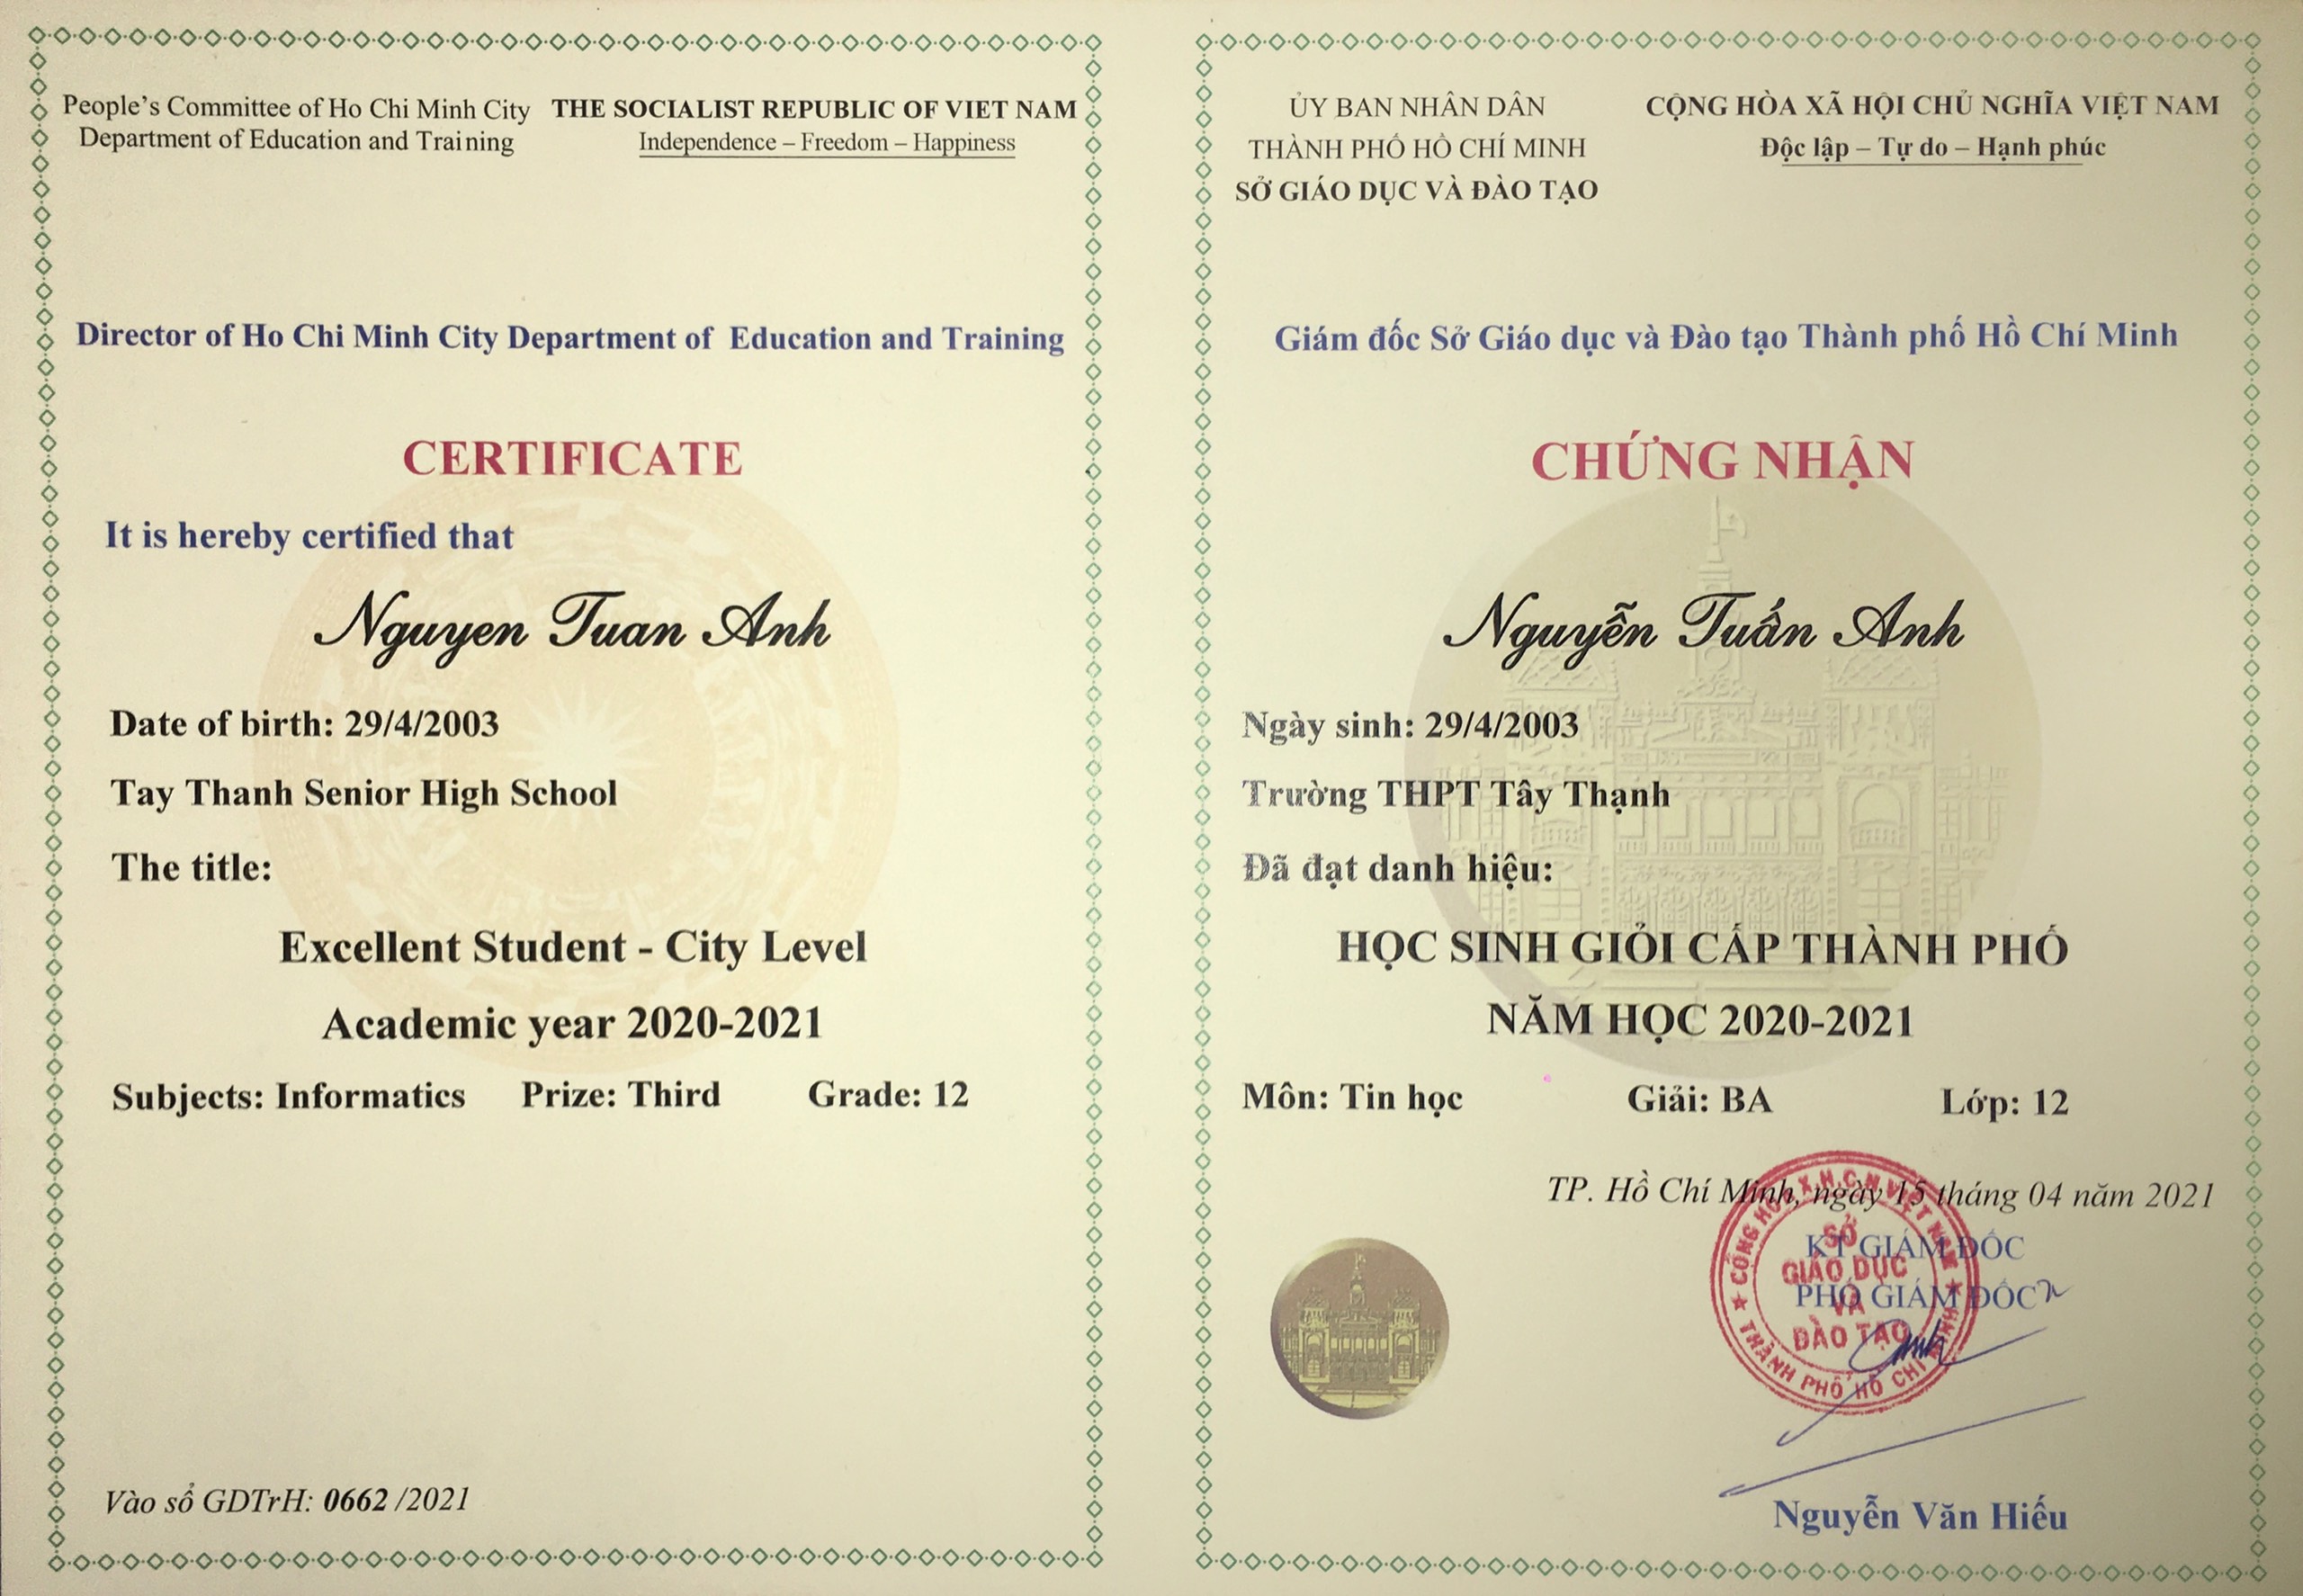 People's Committee of Ho Chi Minh City
Department of Education and Training
THE SOCIALIST REPUBLIC OF VIET NAM
Independence – Freedom – Happiness
Director of Ho Chi Minh City Department of Education and Training
CERTIFICATE
It is hereby certified that
Nguyen Tuan Anh
Date of birth: 29/4/2003
Tay Thanh Senior High School
The title:
Excellent Student - City Level
Academic year 2020-2021
Subjects: Informatics Prize: Third Grade: 12
Vào sổ GDTrH: 0662 /2021
ỦY BAN NHÂN DÂN
THÀNH PHỐ HỒ CHÍ MINH
SỞ GIÁO DỤC VÀ ĐÀO TẠO
CỘNG HÒA XÃ HỘI CHỦ NGHĨA VIỆT NAM
Độc lập – Tự do – Hạnh phúc
Giám đốc Sở Giáo dục và Đào tạo Thành phố Hồ Chí Minh
CHỨNG NHẬN
Nguyễn Tuấn Anh
Ngày sinh: 29/4/2003
Trường THPT Tây Thạnh
Đã đạt danh hiệu:
HỌC SINH GIỎI CẤP THÀNH PHỐ
NĂM HỌC 2020-2021
Môn: Tin học Giải: BA Lớp: 12
TP. Hồ Chí Minh, ngày 15 tháng 04 năm 2021
KT GIÁM ĐỐC
PHÓ GIÁM ĐỐC
CỘNG HÒA X.H.C.N VIỆT NAM
SỞ
GIÁO DỤC
VÀ
ĐÀO TẠO
THÀNH PHỐ HỒ CHÍ MINH
Nguyễn Văn Hiếu